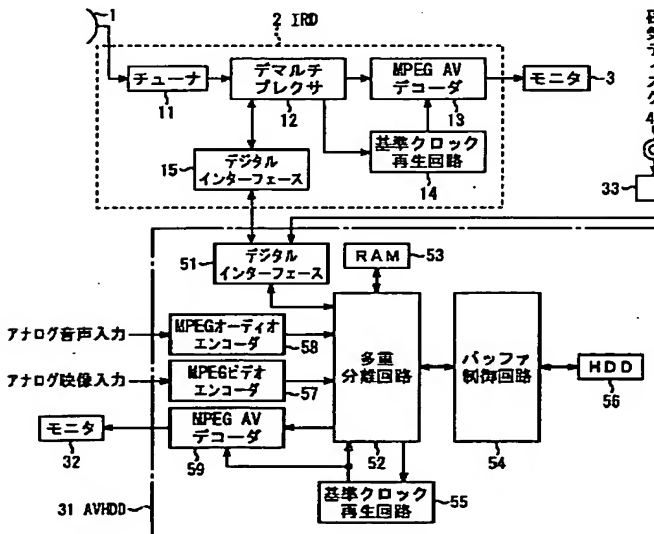 1
2 IRD
チューナ
11
デマルチ
プレクサ
12
MPEG AV
デコーダ
13
モニタ
3
基準クロック
再生回路
14
15
デジタル
インターフェース
4
33
51
デジタル
インターフェース
RAM
53
アナログ音声入力
MPEGオーディオ
エンコーダ
58
アナログ映像入力
MPEGビデオ
エンコーダ
57
モニタ
32
MPEG AV
デコーダ
59
多重
分離回路
52
バッファ
制御回路
54
HDD
56
基準クロック
再生回路
55
31 AVHDD